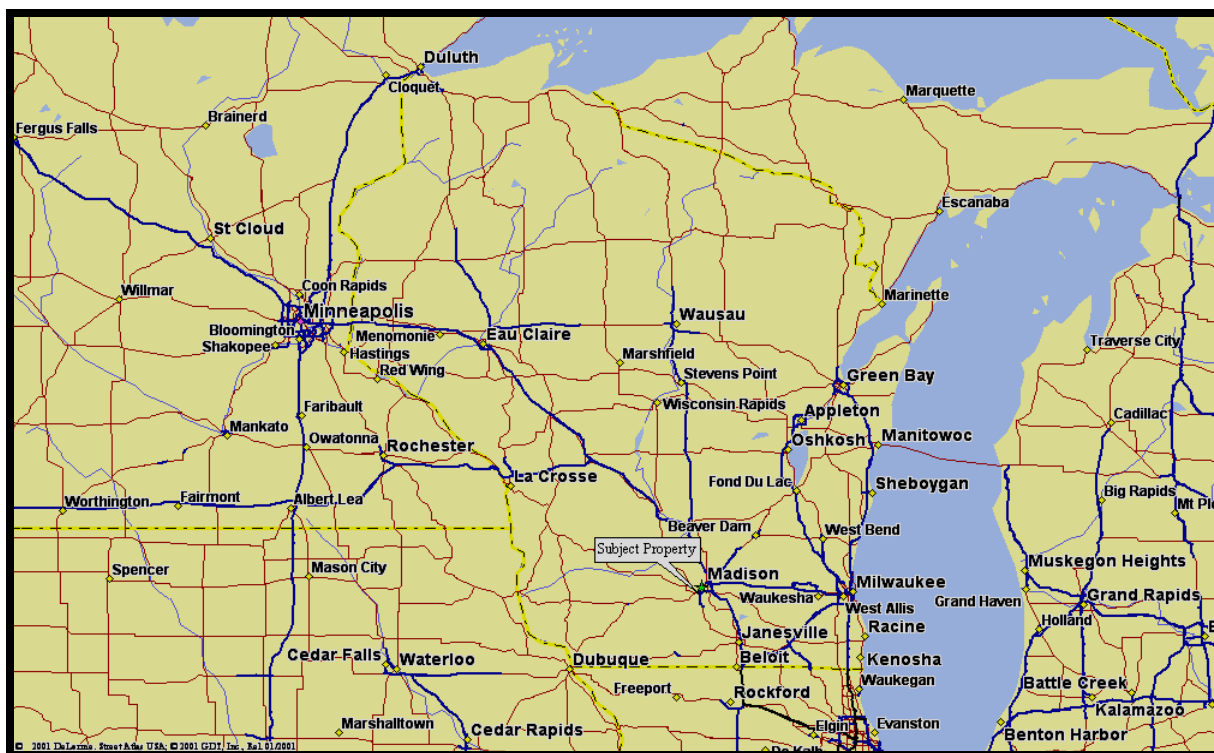 Duluth
Cloquet
Marquette
Brainerd
Fergus Falls
Escanaba
St Cloud
Willmar
Coon Rapids
Marinette
Minneapolis
Wausau
Bloomington
Menomonie
Eau Claire
Shakopee
Hastings
Marshfield
Traverse City
Red Wing
Stevens Point
Green Bay
Wisconsin Rapids
Appleton
Faribault
Cadillac
Mankato
Owatonna
Rochester
Oshkosh
Manitowoc
La Crosse
Fond Du Lac
Sheboygan
Big Rapids
Worthington
Fairmont
Albert Lea
Mt Ple
Beaver Dam
West Bend
Subject Property
Spencer
Mason City
Madison
Milwaukee
Muskegon Heights
Waukesha
West Allis
Grand Haven
Grand Rapids
Racine
Holland
Janesville
Cedar Falls
Waterloo
Dubuque
Beloit
Kenosha
Waukegan
Freeport
Rockford
Battle Creek
Kalamazoo
Marshalltown
Cedar Rapids
Elgin
Evanston
Benton Harbor
De Kalb
© 2001 DeLorme. Street Atlas USA; © 2001 GDT, Inc., Rel. 01/2001